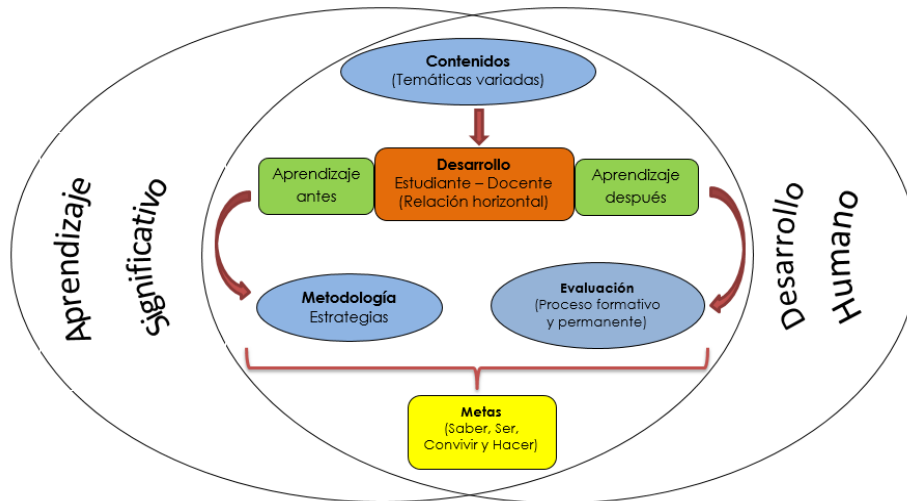 Contenidos
(Temáticas variadas)
Aprendizaje
antes
Desarrollo
Estudiante – Docente
(Relación horizontal)
Aprendizaje
después
Aprendizaje
Significativo
Desarrollo
Humano
Metodología
Estrategias
Evaluación
(Proceso formativo
y permanente)
Metas
(Saber, Ser,
Convivir y Hacer)